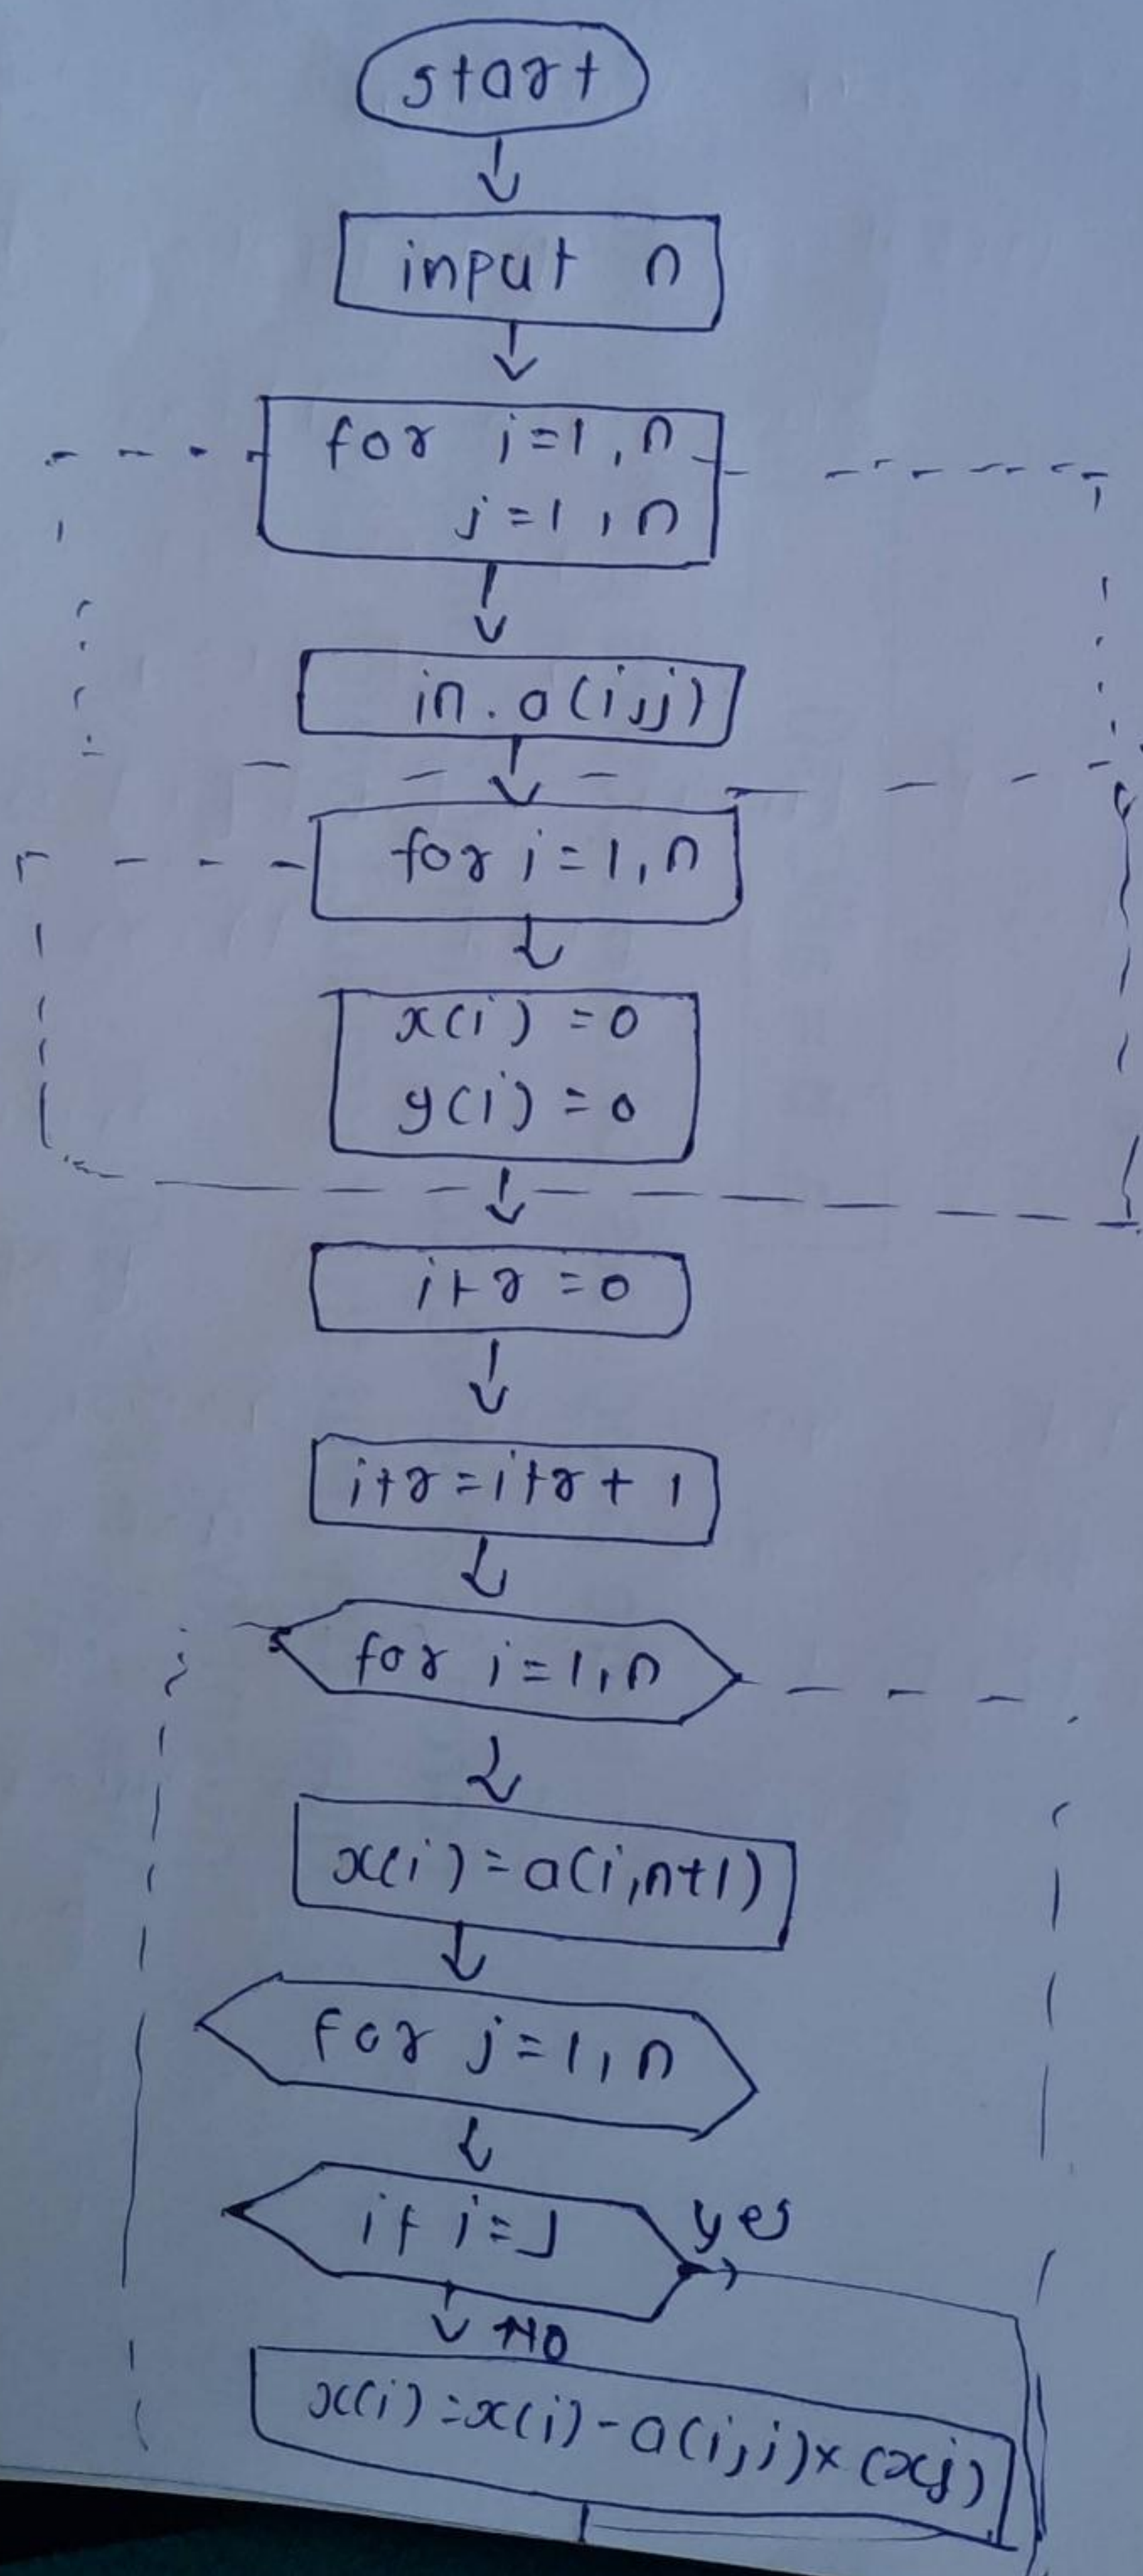 start
input n
for i=1,n
j=1,n
in. a(i,j)
for i=1,n
x(i)=0
y(i)=0
itr=0
itr=itr+1
for i=1,n
x(i)=a(i,n+1)
for j=1,n
if i=J
yes
NO
x(i)=x(i)-a(i,j)×(xj)